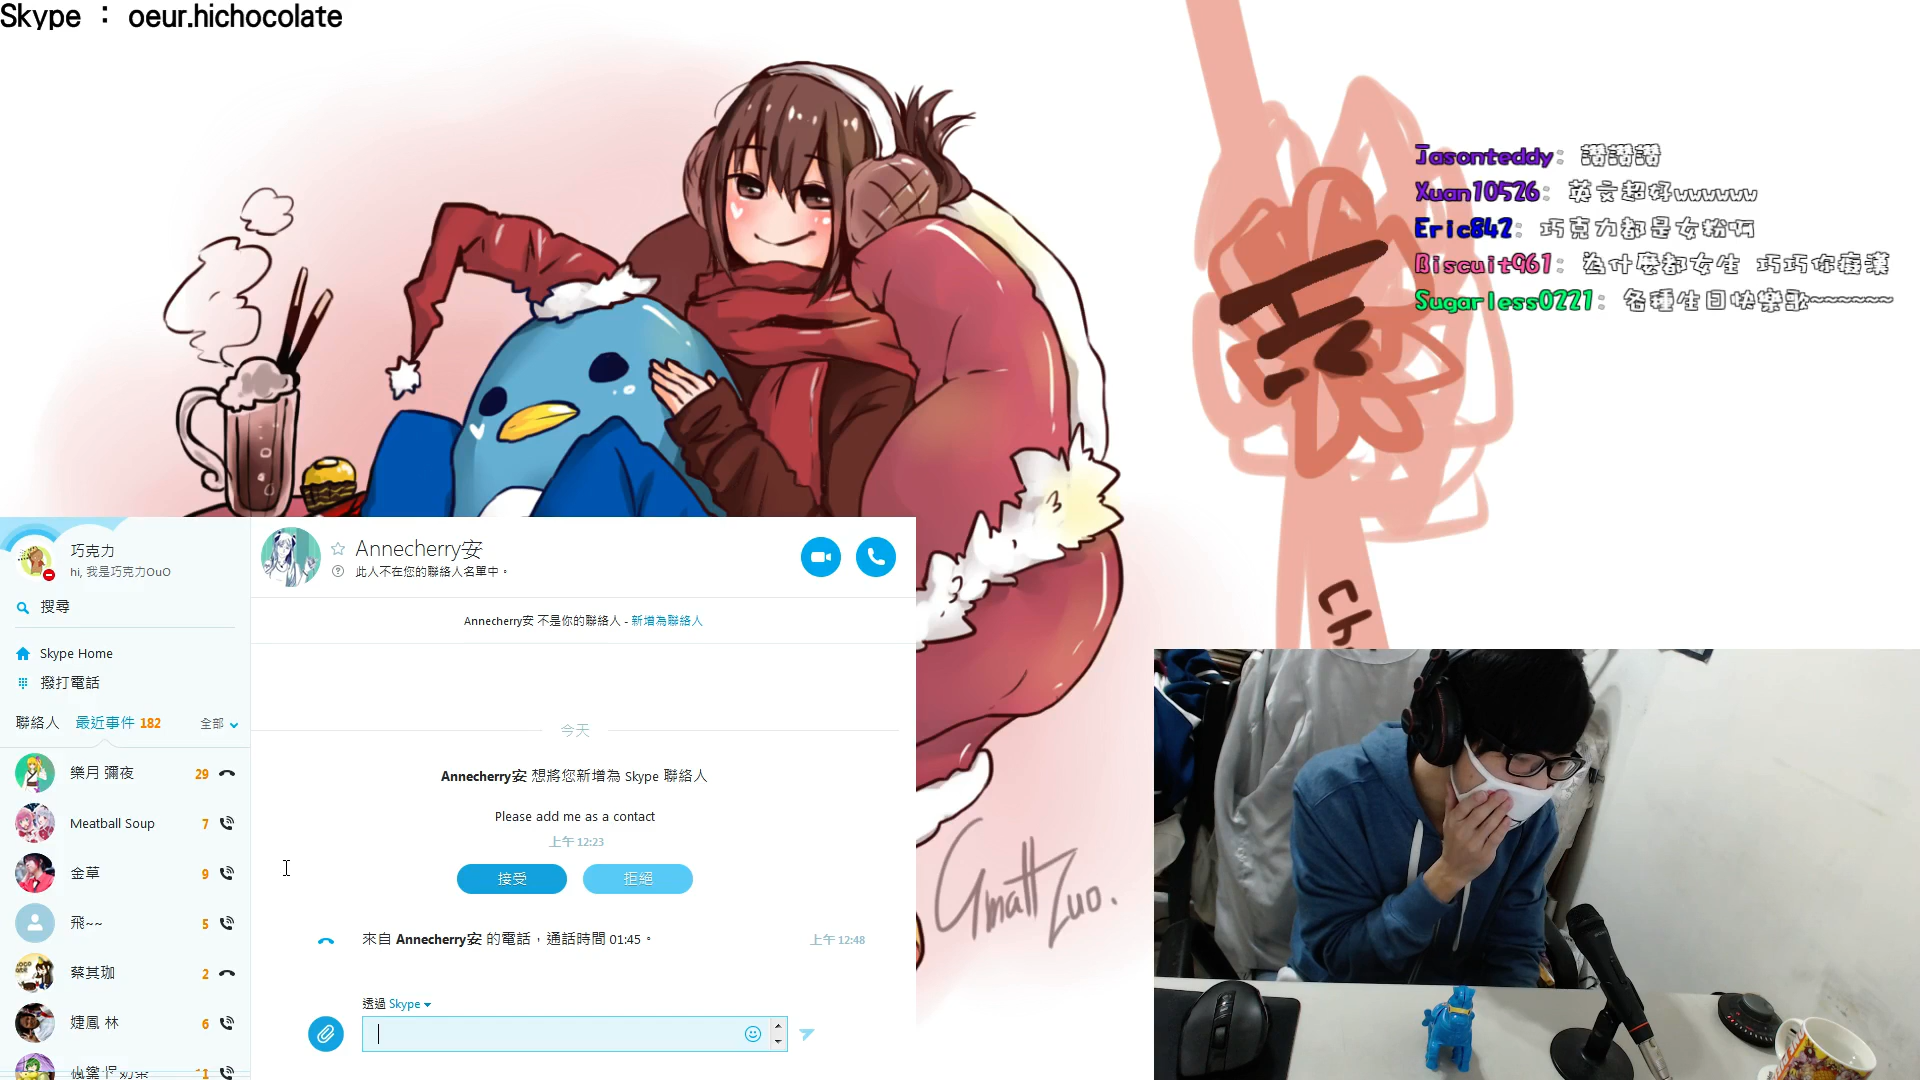 Skype : oeur.hichocolate
Jasonteddy: 讚讚讚
Xuan10526: 英文超好wwwwww
Eric842: 巧克力都是女粉啊
Biscuit961: 為什麼都女生 巧巧你癡漢
Sugarless0221: 各種生日快樂歌~~~~~~
Ch
Gmatt Zuo.
巧克力
hi, 我是巧克力OuO
搜尋
Skype Home
撥打電話
聯絡人 最近事件 182 全部
樂月 彌夜 29
Meatball Soup 7
金草 9
飛~~ 5
蔡其珈 2
婕鳳 林 6
11
Annecherry安
此人不在您的聯絡人名單中。
Annecherry安 不是你的聯絡人 - 新增為聯絡人
今天
Annecherry安 想將您新增為 Skype 聯絡人
Please add me as a contact
上午 12:23
接受 拒絕
來自 Annecherry安 的電話，通話時間 01:45。 上午 12:48
透過 Skype